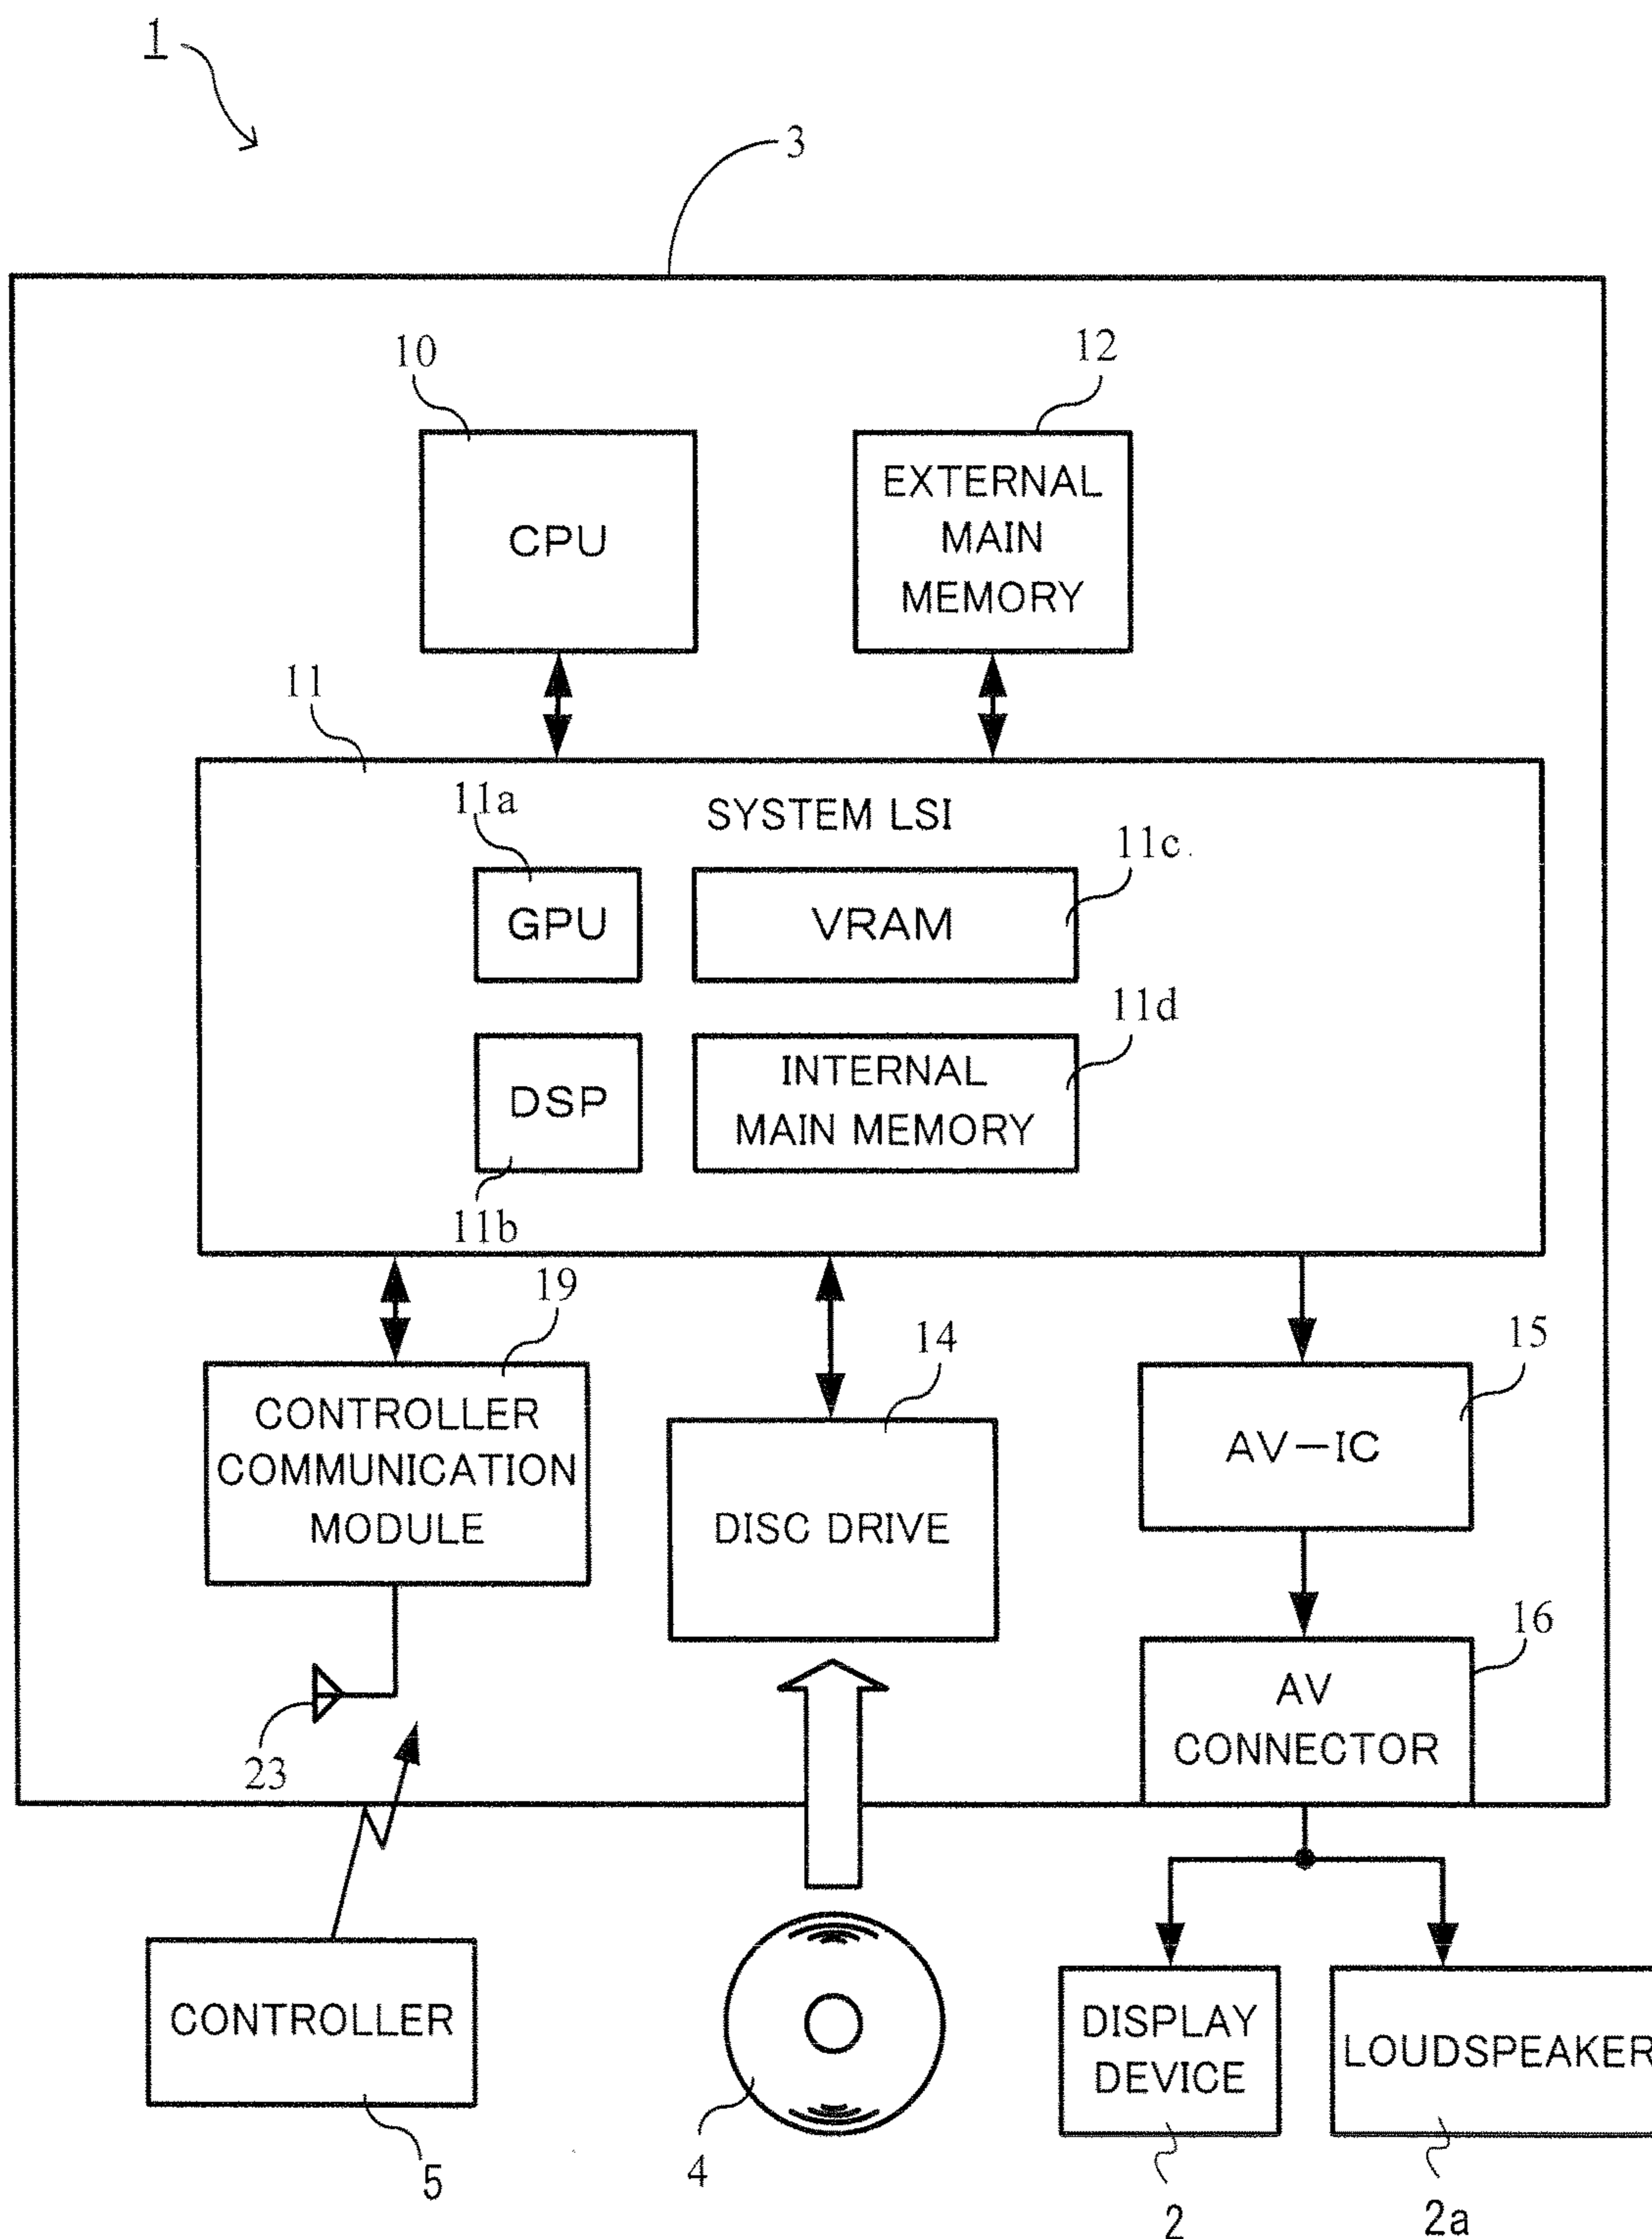 1
3
10
12
CPU
EXTERNAL
MAIN
MEMORY
11
SYSTEM LSI
11a
11c
GPU
VRAM
11d
DSP
INTERNAL
MAIN MEMORY
11b
19
14
15
CONTROLLER
COMMUNICATION
MODULE
DISC DRIVE
AV-IC
16
AV
CONNECTOR
23
CONTROLLER
DISPLAY
DEVICE
LOUDSPEAKER
5
4
2
2a